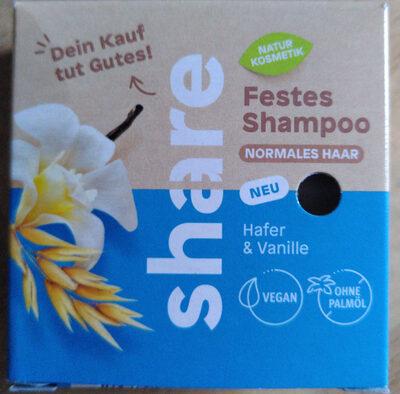 Dein Kauf
tut Gutes!
share
NATUR
KOSMETIK
Festes
Shampoo
NORMALES HAAR
NEU
Hafer
& Vanille
VEGAN
OHNE
PALMÖL